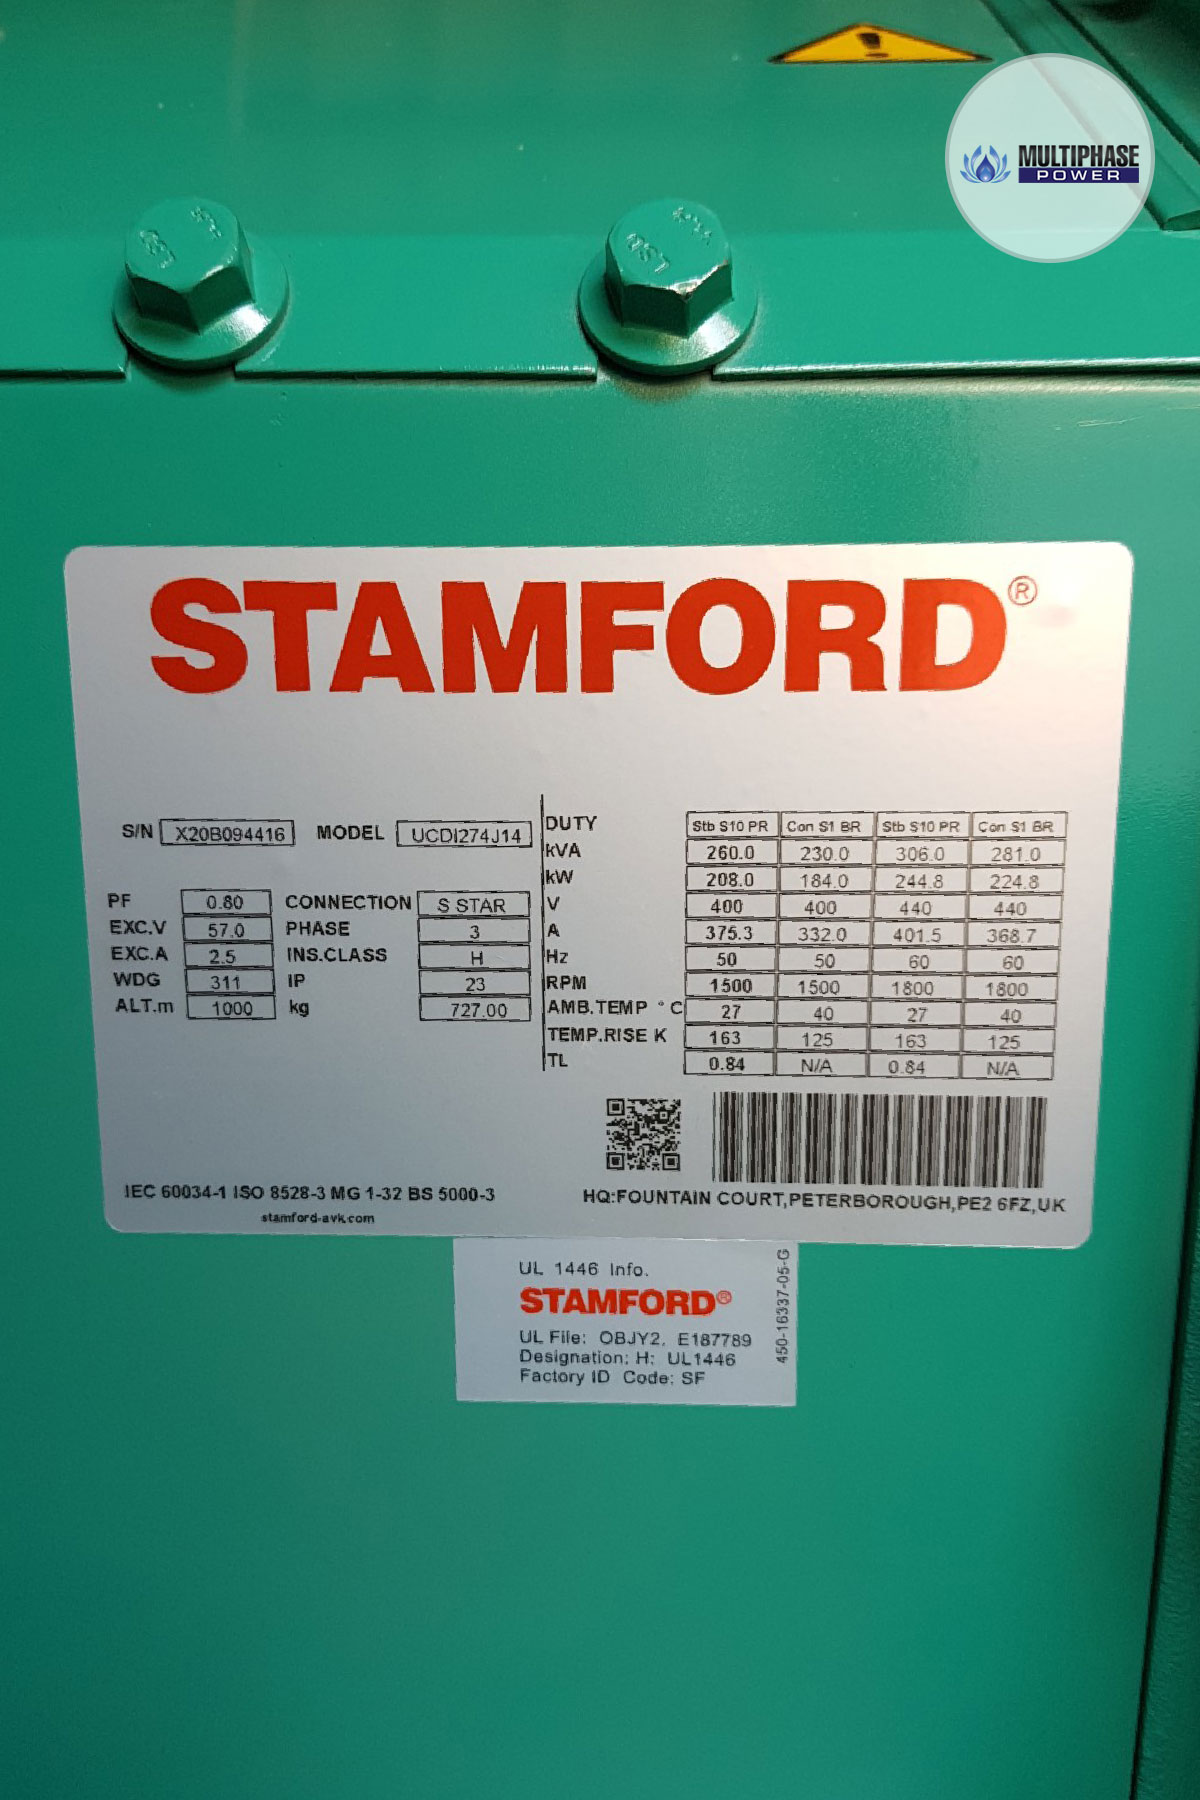 MULTIPHASE
POWER
STAMFORD®
S/N X20B094416 MODEL UCDI274J14
PF 0.80 CONNECTION S STAR
EXC.V 57.0 PHASE 3
EXC.A 2.5 INS.CLASS H
WDG 311 IP 23
ALT.m 1000 kg 727.00
DUTY Stb S10 PR Con S1 BR Stb S10 PR Con S1 BR
kVA 260.0 230.0 306.0 281.0
kW 208.0 184.0 244.8 224.8
V 400 400 440 440
A 375.3 332.0 401.5 368.7
Hz 50 50 60 60
RPM 1500 1500 1800 1800
AMB.TEMP °C 27 40 27 40
TEMP.RISE K 163 125 163 125
TL 0.84 N/A 0.84 N/A
IEC 60034-1 ISO 8528-3 MG 1-32 BS 5000-3
stamford-avk.com
HQ:FOUNTAIN COURT,PETERBOROUGH,PE2 6FZ,UK
UL 1446 Info.
STAMFORD®
UL File: OBJY2. E187789
Designation: H: UL1446
Factory ID Code: SF
450-16337-05-G